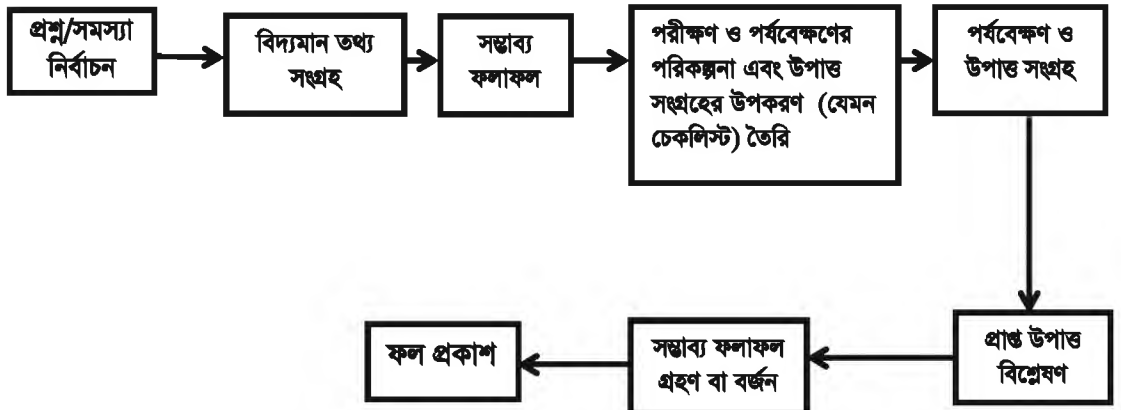 প্রশ্ন/সমস্যা
নির্বাচন
বিদ্যমান তথ্য
সংগ্রহ
সম্ভাব্য
ফলাফল
পরীক্ষণ ও পর্যবেক্ষণের
পরিকল্পনা এবং উপাত্ত
সংগ্রহের উপকরণ (যেমন
চেকলিস্ট) তৈরি
পর্যবেক্ষণ ও
উপাত্ত সংগ্রহ
প্রাপ্ত উপাত্ত
বিশ্লেষণ
সম্ভাব্য ফলাফল
গ্রহণ বা বর্জন
ফল প্রকাশ